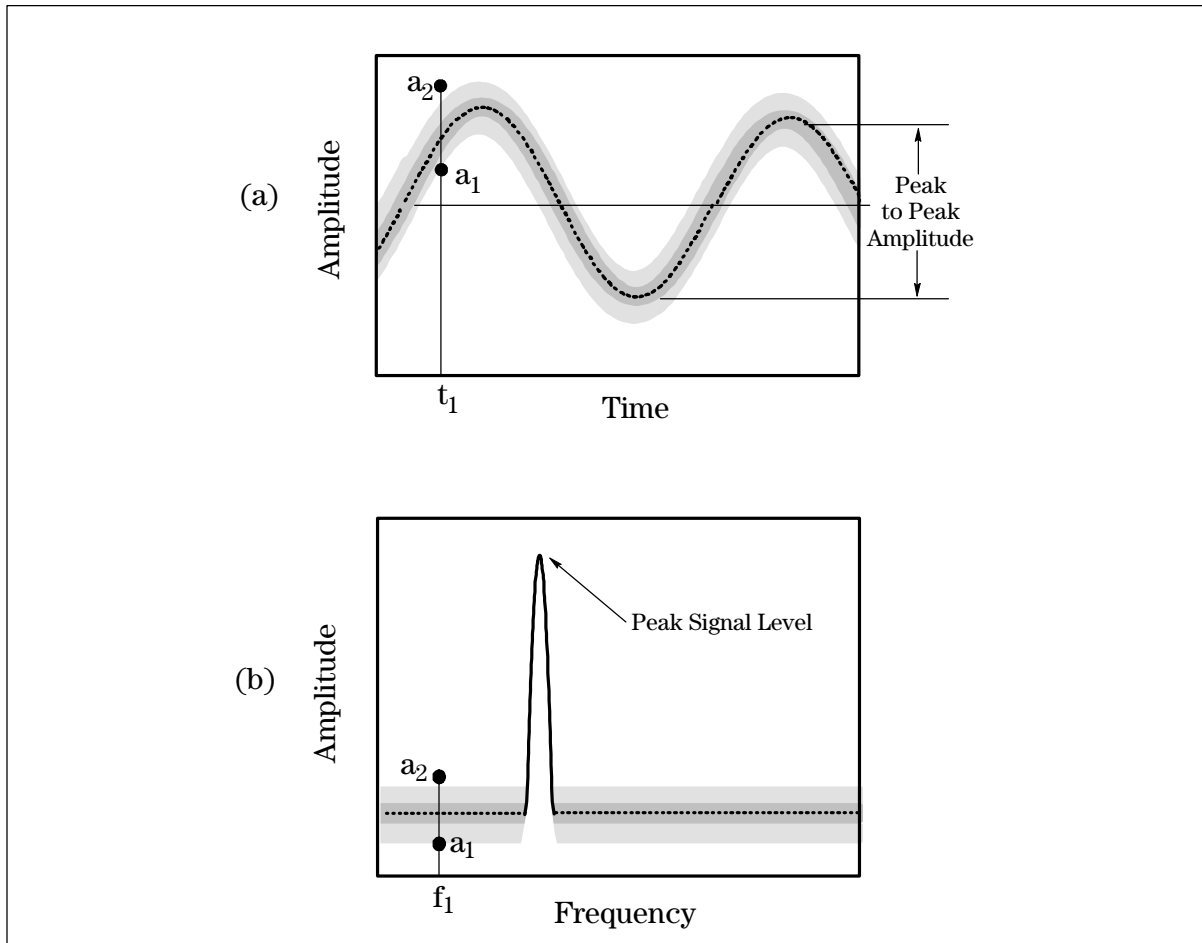 (a)
Amplitude
a₂
a₁
Peak
to Peak
Amplitude
t₁
Time
(b)
Amplitude
Peak Signal Level
a₂
a₁
f₁
Frequency